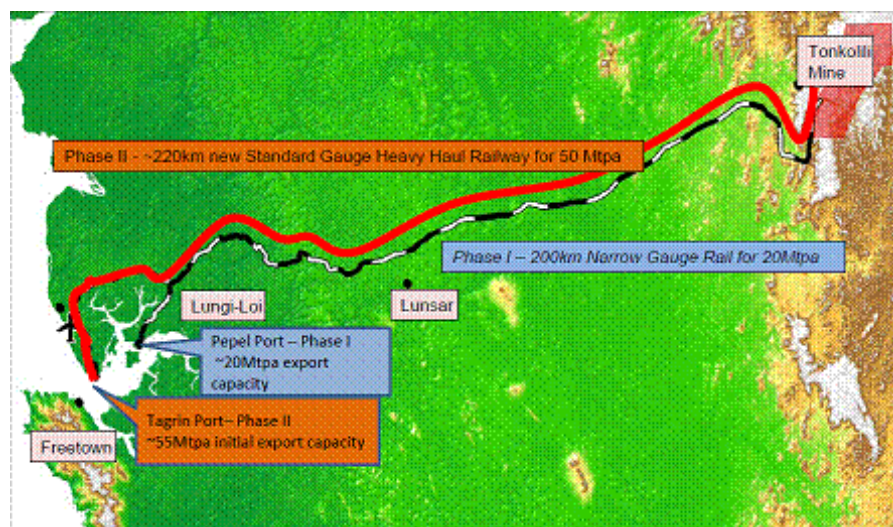 Tonkolili
Mine
Phase II - ~220km new Standard Gauge Heavy Haul Railway for 50 Mtpa
Phase I – 200km Narrow Gauge Rail for 20Mtpa
Lungi-Loi
Lunsar
Pepel Port – Phase I
~20Mtpa export
capacity
Tagrin Port– Phase II
~55Mtpa initial export capacity
Freetown